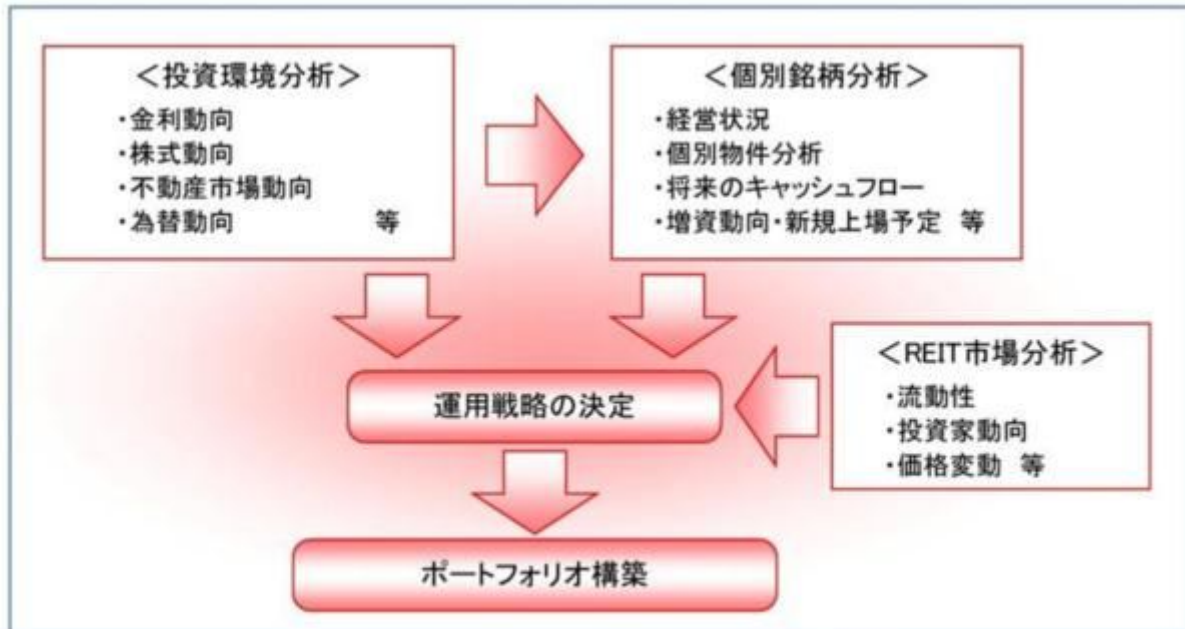 ＜投資環境分析＞
・金利動向
・株式動向
・不動産市場動向
・為替動向　　　　　等
＜個別銘柄分析＞
・経営状況
・個別物件分析
・将来のキャッシュフロー
・増資動向・新規上場予定　等
＜REIT市場分析＞
・流動性
・投資家動向
・価格変動　等
運用戦略の決定
ポートフォリオ構築